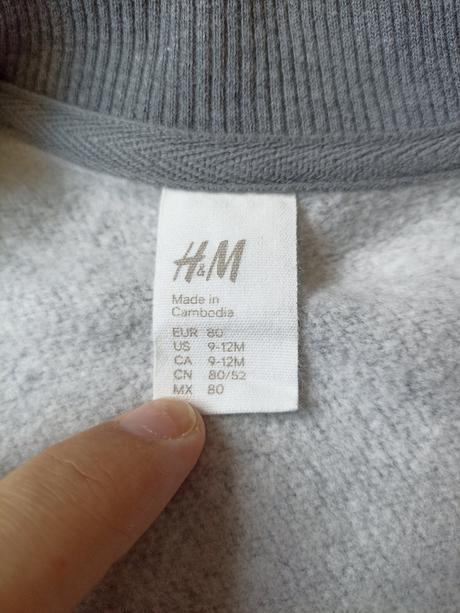 H&M
Made in
Cambodia
EUR 80
US 9-12M
CA 9-12M
CN 80/52
MX 80